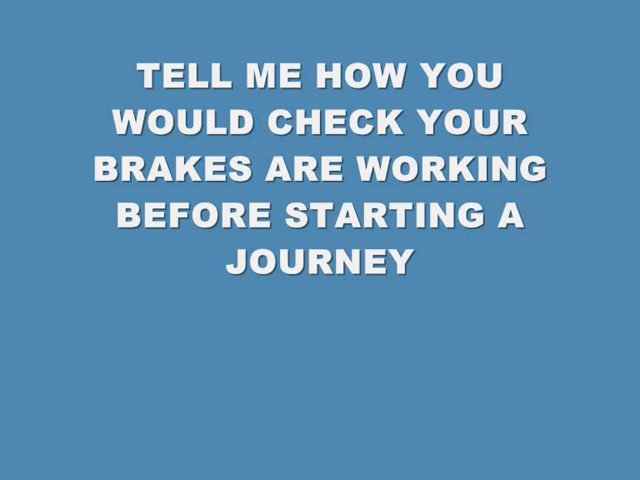 TELL ME HOW YOU
WOULD CHECK YOUR
BRAKES ARE WORKING
BEFORE STARTING A
JOURNEY